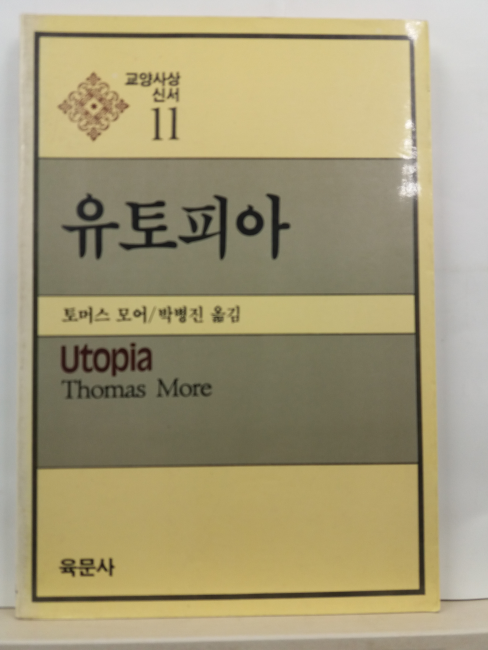 교양사상
신서
11
유토피아
토머스 모어/박병진 옮김
Utopia
Thomas More
육문사